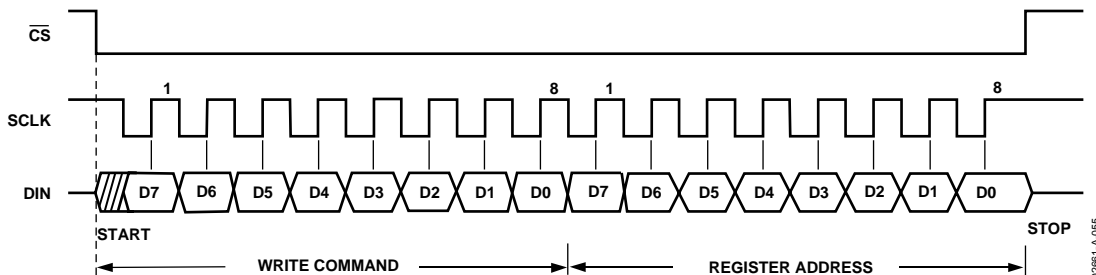 CS
1 8 1 8
SCLK
DIN D7 D6 D5 D4 D3 D2 D1 D0 D7 D6 D5 D4 D3 D2 D1 D0
START STOP
WRITE COMMAND REGISTER ADDRESS